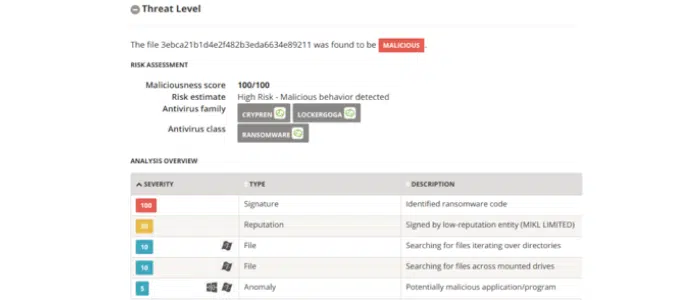 Threat Level
The file 3ebca21b1d4e2f482b3eda6634e89211 was found to be MALICIOUS .
RISK ASSESSMENT
Maliciousness score 100/100
Risk estimate High Risk - Malicious behavior detected
Antivirus family CRYPREN LOCKERGOGA
Antivirus class RANSOMWARE
ANALYSIS OVERVIEW
SEVERITY TYPE DESCRIPTION
100 Signature Identified ransomware code
Reputation Signed by low-reputation entity (MIKL LIMITED)
10 File Searching for files iterating over directories
10 File Searching for files across mounted drives
5 Anomaly Potentially malicious application/program